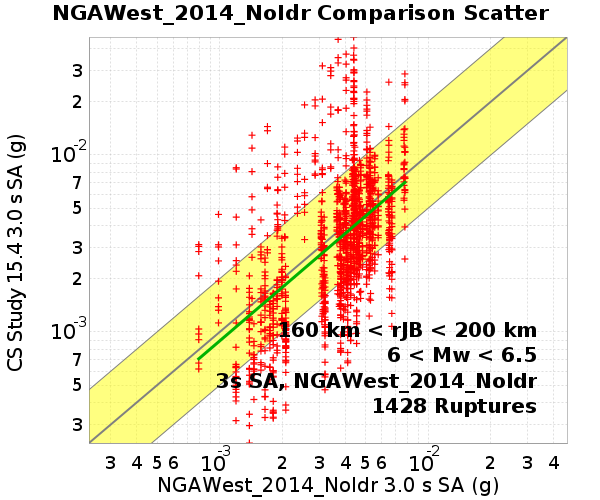 NGAWest_2014_NoIdr Comparison Scatter
CS Study 15.4 3.0 s SA (g)
3
2
10-2
7
5
3
2
10-3
7
5
3
160 km < rJB < 200 km
6 < Mw < 6.5
3s SA, NGAWest_2014_NoIdr
1428 Ruptures
3 4 5 6 10-3 2 3 4 5 6 10-2 2 3 4
NGAWest_2014_NoIdr 3.0 s SA (g)